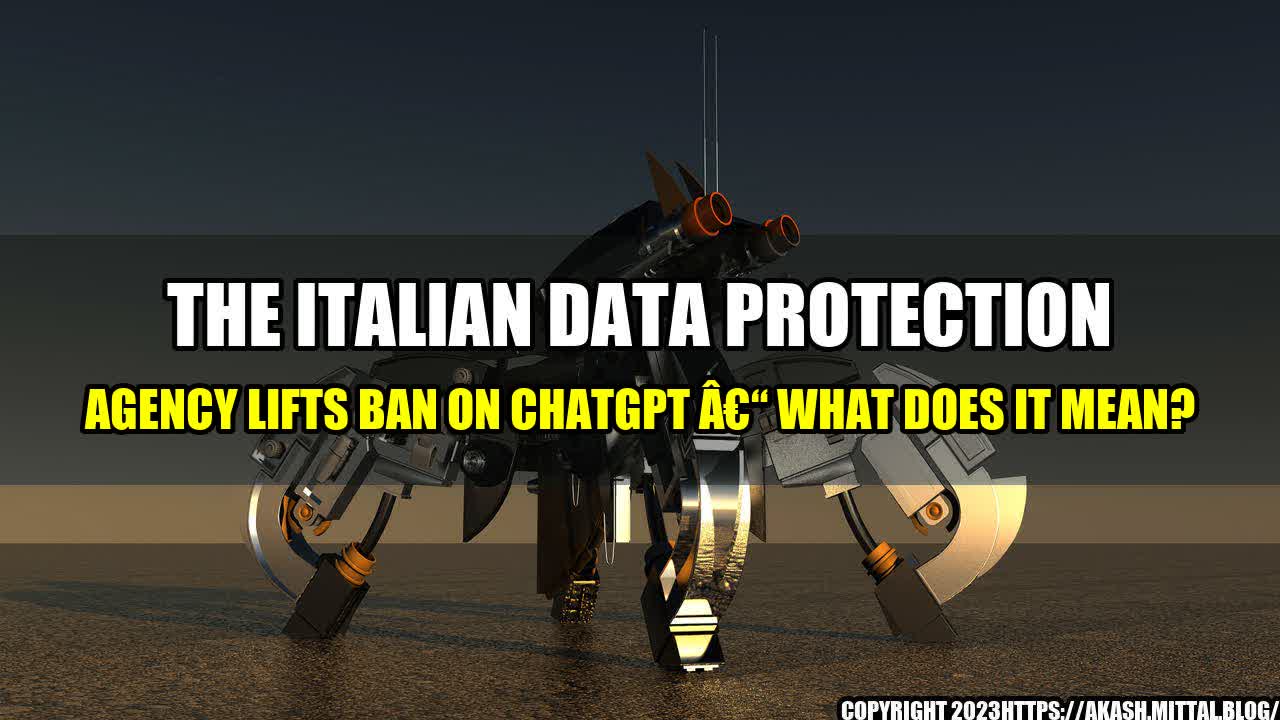 THE ITALIAN DATA PROTECTION
AGENCY LIFTS BAN ON CHATGPT Â€“ WHAT DOES IT MEAN?
COPYRIGHT 2023HTTPS://AKASH.MITTAL.BLOG/